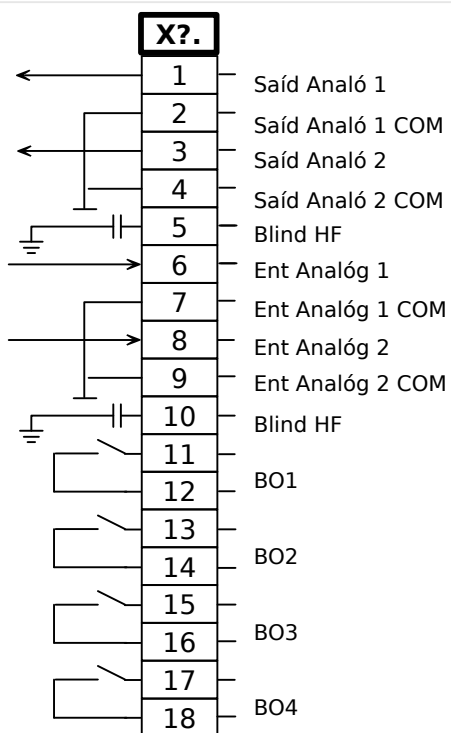 X?.
1 Saíd Analó 1
2 Saíd Analó 1 COM
3 Saíd Analó 2
4 Saíd Analó 2 COM
5 Blind HF
6 Ent Analóg 1
7 Ent Analóg 1 COM
8 Ent Analóg 2
9 Ent Analóg 2 COM
10 Blind HF
11
BO1
12
13
BO2
14
15
BO3
16
17
BO4
18